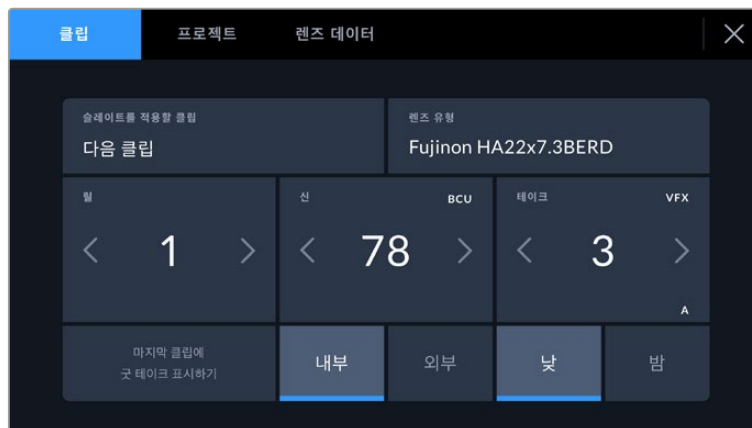 클립 프로젝트 렌즈 데이터
슬레이트를 적용할 클립 렌즈 유형
다음 클립 Fujinon HA22x7.3BERD
릴 신 BCU 테이크 VFX
1 78 3
A
마지막 클립에
굿 테이크 표시하기
내부 외부 낮 밤